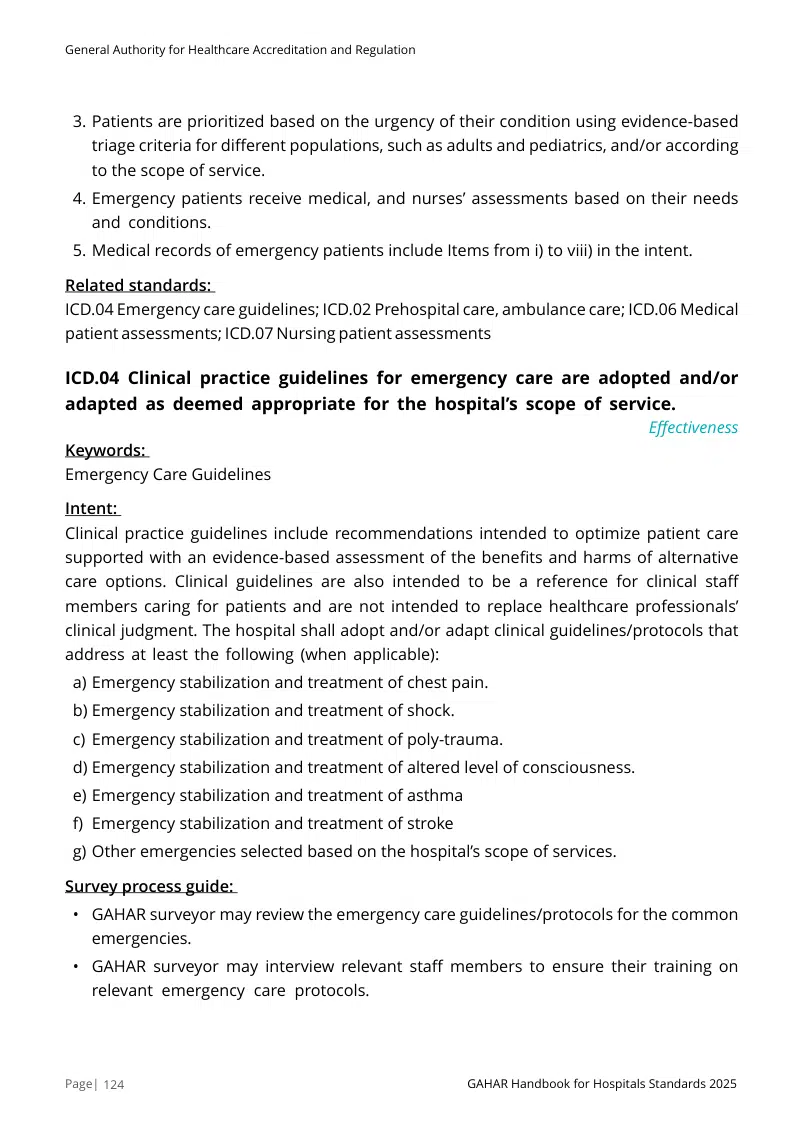 General Authority for Healthcare Accreditation and Regulation
3. Patients are prioritized based on the urgency of their condition using evidence-based
triage criteria for different populations, such as adults and pediatrics, and/or according
to the scope of service.
4. Emergency patients receive medical, and nurses’ assessments based on their needs
and conditions.
5. Medical records of emergency patients include Items from i) to viii) in the intent.
Related standards:
ICD.04 Emergency care guidelines; ICD.02 Prehospital care, ambulance care; ICD.06 Medical
patient assessments; ICD.07 Nursing patient assessments
ICD.04 Clinical practice guidelines for emergency care are adopted and/or
adapted as deemed appropriate for the hospital’s scope of service.
Effectiveness
Keywords:
Emergency Care Guidelines
Intent:
Clinical practice guidelines include recommendations intended to optimize patient care
supported with an evidence-based assessment of the benefits and harms of alternative
care options. Clinical guidelines are also intended to be a reference for clinical staff
members caring for patients and are not intended to replace healthcare professionals’
clinical judgment. The hospital shall adopt and/or adapt clinical guidelines/protocols that
address at least the following (when applicable):
a) Emergency stabilization and treatment of chest pain.
b) Emergency stabilization and treatment of shock.
c) Emergency stabilization and treatment of poly-trauma.
d) Emergency stabilization and treatment of altered level of consciousness.
e) Emergency stabilization and treatment of asthma
f) Emergency stabilization and treatment of stroke
g) Other emergencies selected based on the hospital’s scope of services.
Survey process guide:
• GAHAR surveyor may review the emergency care guidelines/protocols for the common
emergencies.
• GAHAR surveyor may interview relevant staff members to ensure their training on
relevant emergency care protocols.
Page| 124
GAHAR Handbook for Hospitals Standards 2025